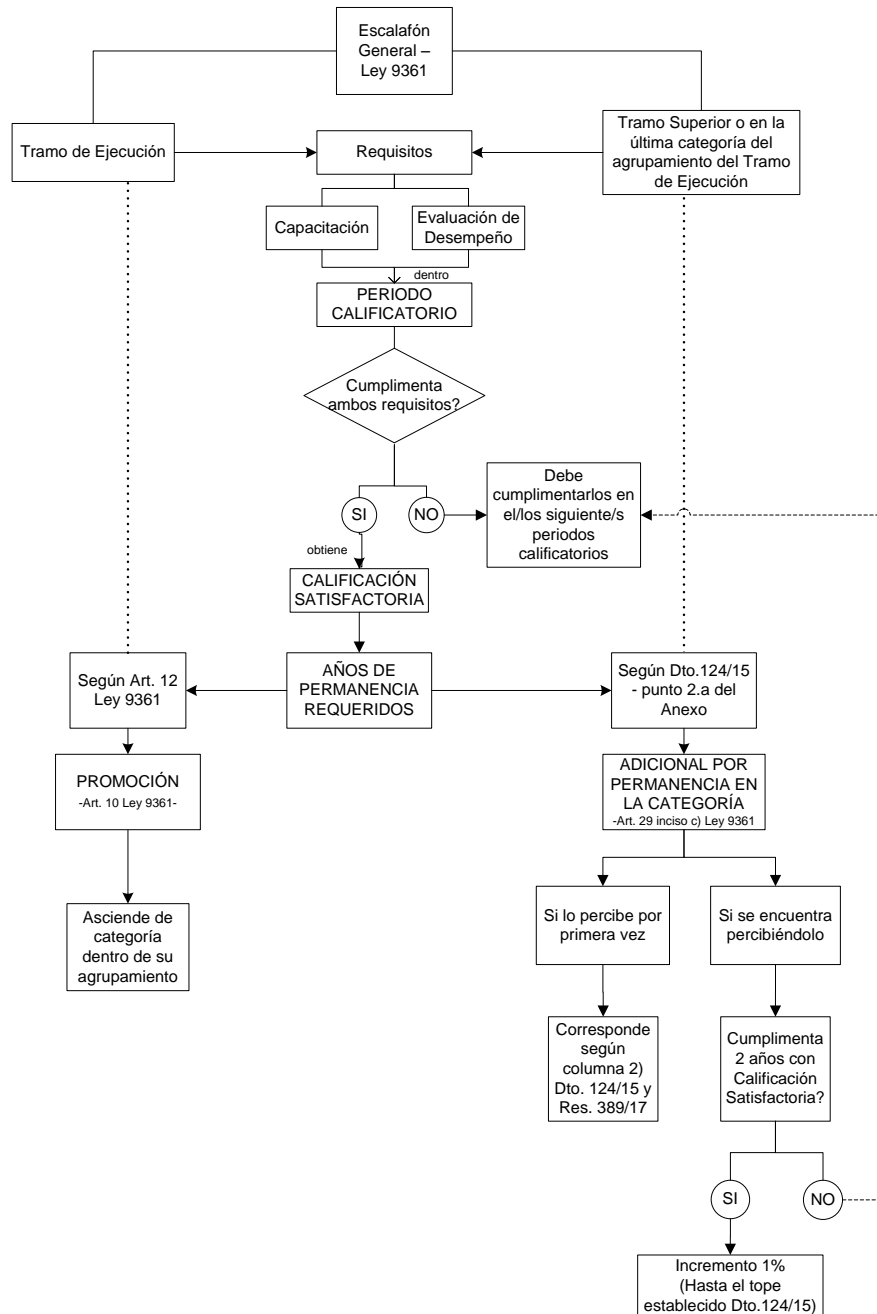 Escalafón
General –
Ley 9361
Tramo de Ejecución
Requisitos
Tramo Superior o en la
última categoría del
agrupamiento del Tramo
de Ejecución
Capacitación
Evaluación de
Desempeño
dentro
PERIODO
CALIFICATORIO
Cumplimenta
ambos requisitos?
SI
NO
Debe
cumplimentarlos en
el/los siguiente/s
periodos
calificatorios
obtiene
CALIFICACIÓN
SATISFACTORIA
Según Art. 12
Ley 9361
AÑOS DE
PERMANENCIA
REQUERIDOS
Según Dto.124/15
- punto 2.a del
Anexo
PROMOCIÓN
-Art. 10 Ley 9361-
ADICIONAL POR
PERMANENCIA EN
LA CATEGORÍA
-Art. 29 inciso c) Ley 9361
Asciende de
categoría
dentro de su
agrupamiento
Si lo percibe por
primera vez
Si se encuentra
percibiéndolo
Corresponde
según
columna 2)
Dto. 124/15 y
Res. 389/17
Cumplimenta
2 años con
Calificación
Satisfactoria?
SI
NO
Incremento 1%
(Hasta el tope
establecido Dto.124/15)